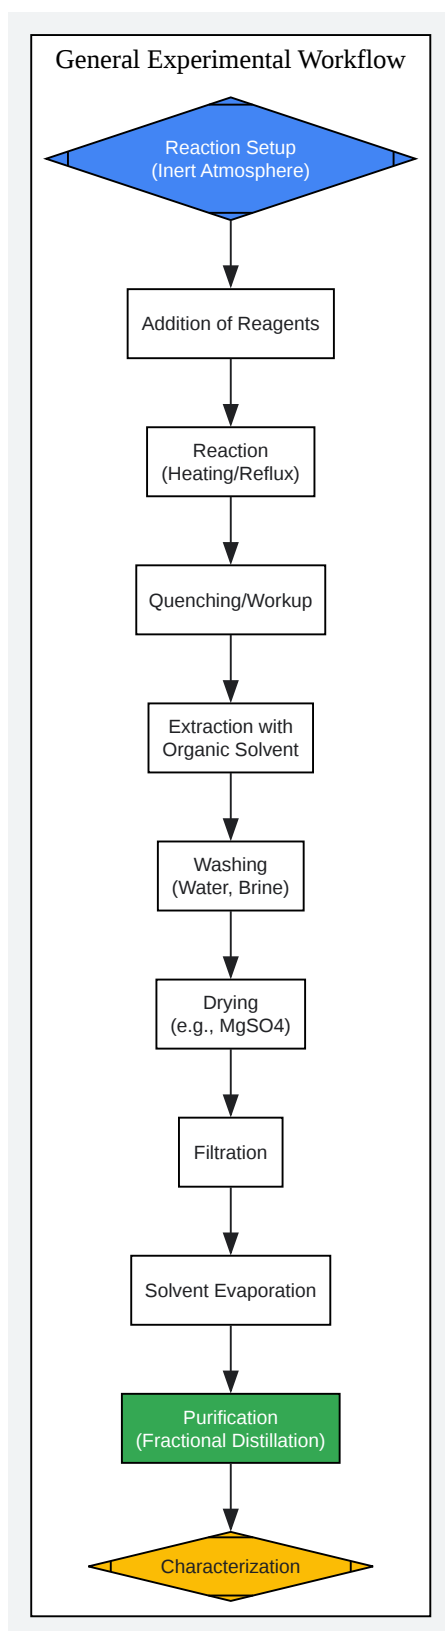 General Experimental Workflow
Reaction Setup
(Inert Atmosphere)
Addition of Reagents
Reaction
(Heating/Reflux)
Quenching/Workup
Extraction with
Organic Solvent
Washing
(Water, Brine)
Drying
(e.g., MgSO4)
Filtration
Solvent Evaporation
Purification
(Fractional Distillation)
Characterization